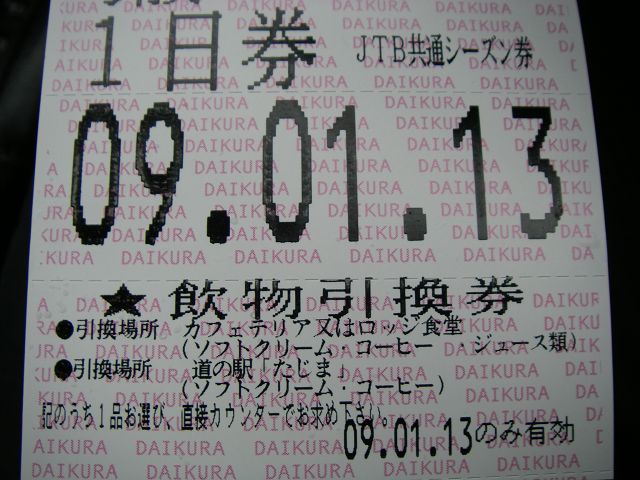 1日券 JTB共通シーズン券
09.01.13
★飲物引換券
●引換場所 カフェテリア又はロッジ食堂
(ソフトクリーム・コーヒー・ジュース類)
●引換場所 道の駅「たじま」
(ソフトクリーム・コーヒー)
記のうち1品お選び、直接カウンターでお求め下さい。
09.01.13のみ有効
DAIKURA